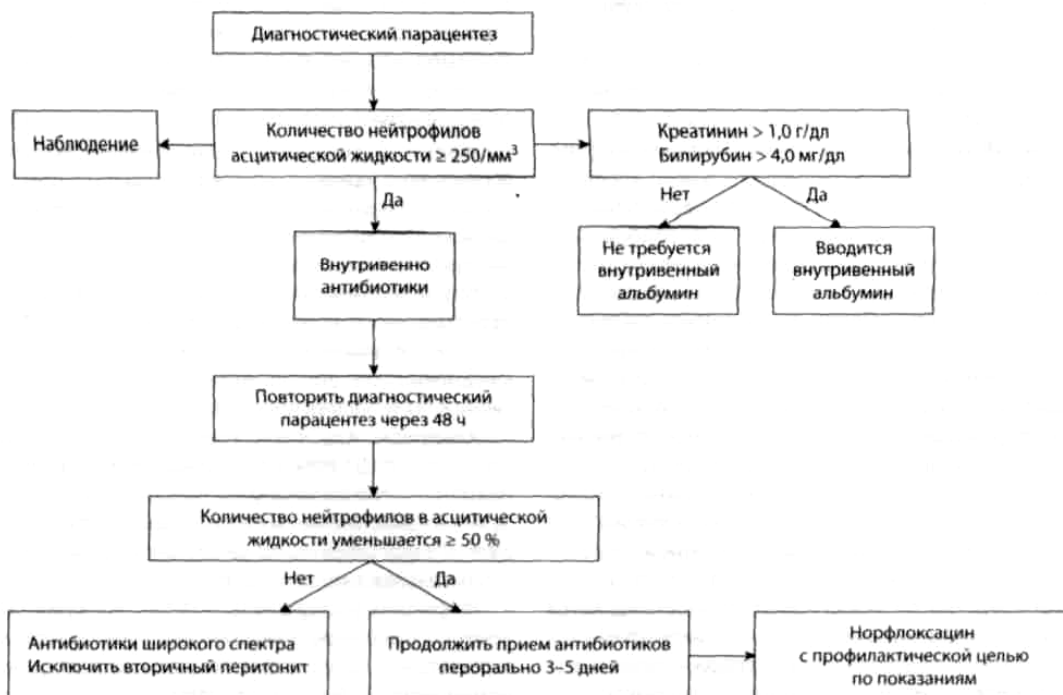 Диагностический парацентез
Наблюдение
Количество нейтрофилов
асцитической жидкости ≥ 250/мм³
Креатинин > 1,0 г/дл
Билирубин > 4,0 мг/дл
Да
Нет
Да
Внутривенно
антибиотики
Не требуется
внутривенный
альбумин
Вводится
внутривенный
альбумин
Повторить диагностический
парацентез через 48 ч
Количество нейтрофилов в асцитической
жидкости уменьшается ≥ 50 %
Нет
Да
Антибиотики широкого спектра
Исключить вторичный перитонит
Продолжить прием антибиотиков
перорально 3–5 дней
Норфлоксацин
с профилактической целью
по показаниям